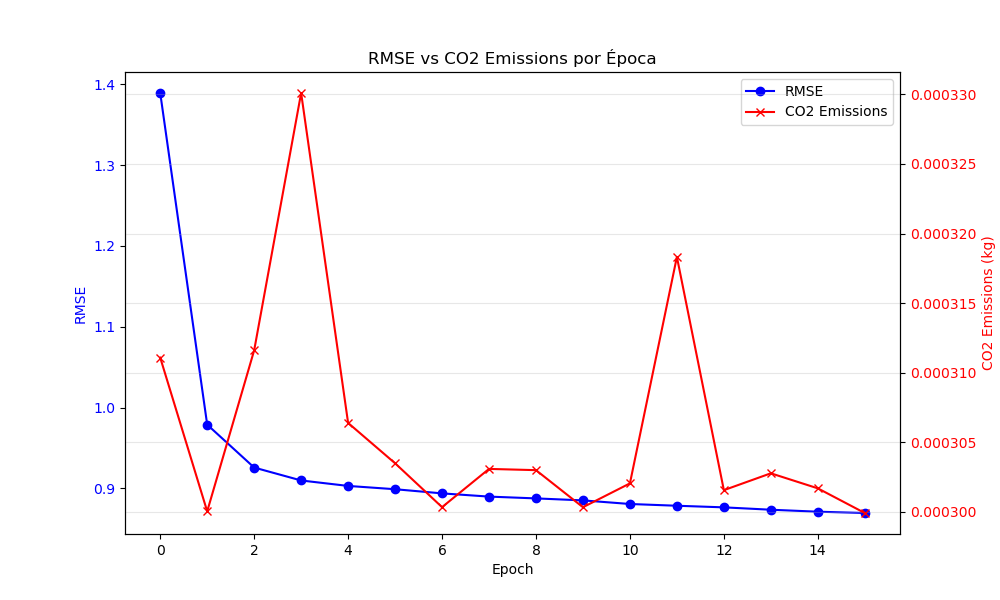 RMSE vs CO2 Emissions por Época
RMSE
CO2 Emissions
1.4
1.3
1.2
1.1
1.0
0.9
RMSE
0.000330
0.000325
0.000320
0.000315
0.000310
0.000305
0.000300
CO2 Emissions (kg)
0 2 4 6 8 10 12 14
Epoch